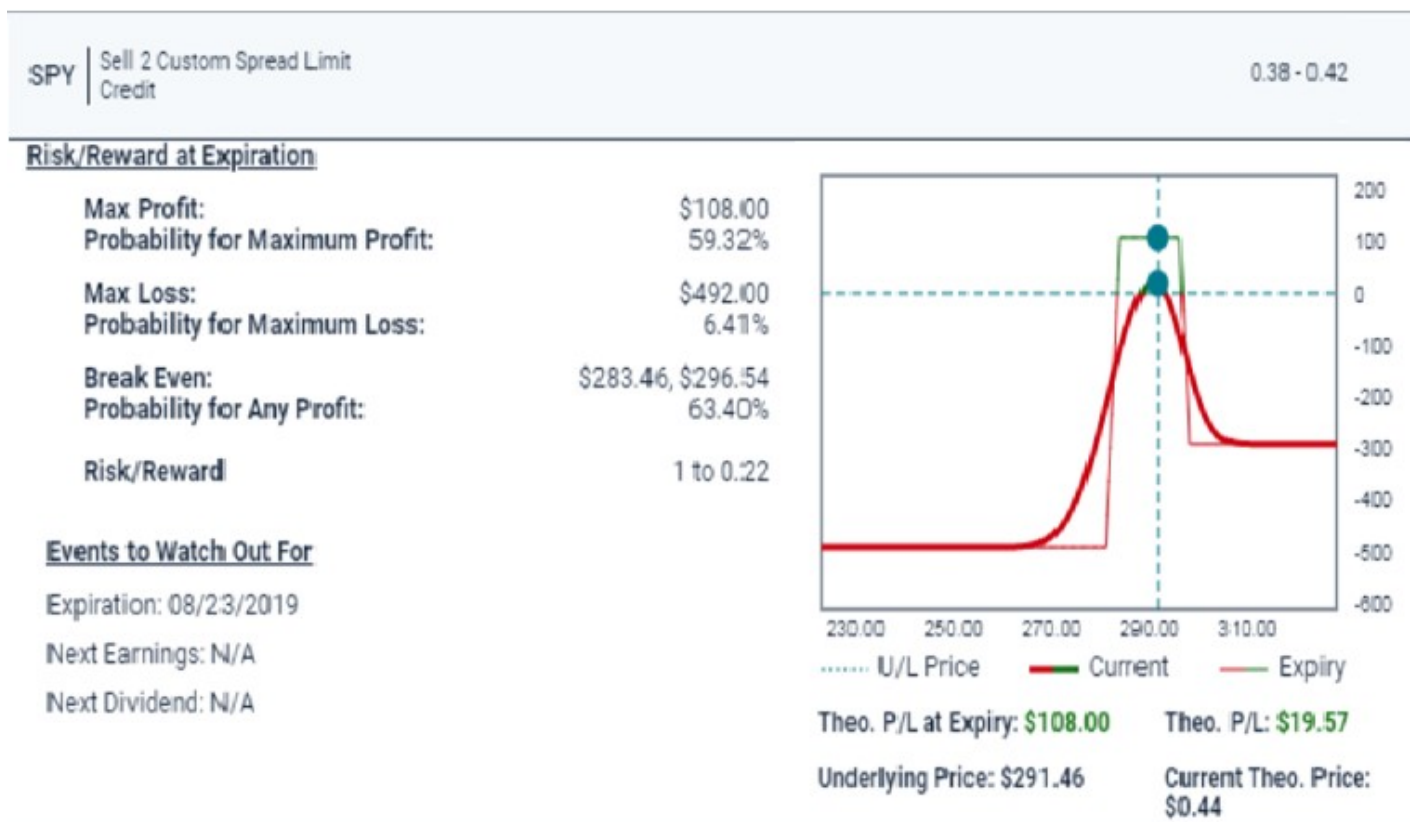 SPY
Sell 2 Custom Spread Limit
Credit
0.38 - 0.42
Risk/Reward at Expiration
Max Profit: $108.00
Probability for Maximum Profit: 59.32%
Max Loss: $492.00
Probability for Maximum Loss: 6.41%
Break Even: $283.46, $296.54
Probability for Any Profit: 63.40%
Risk/Reward 1 to 0.22
Events to Watch Out For
Expiration: 08/23/2019
Next Earnings: N/A
Next Dividend: N/A
200
100
0
-100
-200
-300
-400
-500
-600
230.00 250.00 270.00 290.00 310.00
U/L Price Current Expiry
Theo. P/L at Expiry: $108.00 Theo. P/L: $19.57
Underlying Price: $291.46 Current Theo. Price:
$0.44